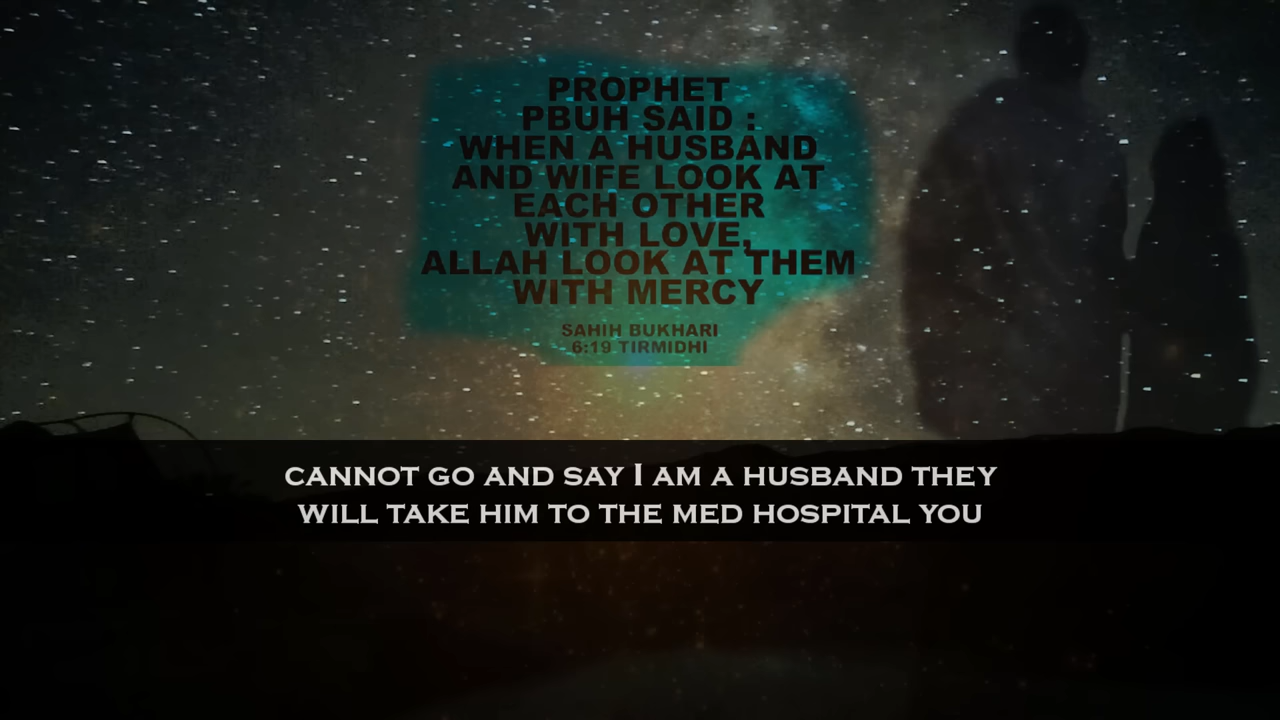 PROPHET
PBUH SAID :
WHEN A HUSBAND
AND WIFE LOOK AT
EACH OTHER
WITH LOVE,
ALLAH LOOK AT THEM
WITH MERCY
SAHIH BUKHARI
6:19 TIRMIDHI
CANNOT GO AND SAY I AM A HUSBAND THEY
WILL TAKE HIM TO THE MED HOSPITAL YOU